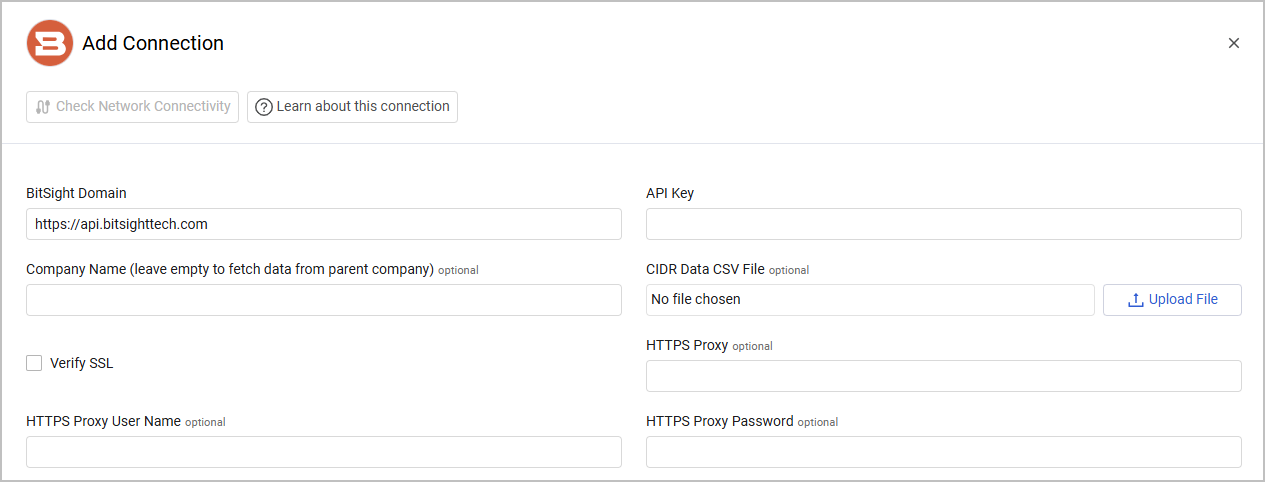 Add Connection
Check Network Connectivity
Learn about this connection
BitSight Domain
API Key
https://api.bitsighttech.com
Company Name (leave empty to fetch data from parent company) optional
CIDR Data CSV File optional
No file chosen
Upload File
Verify SSL
HTTPS Proxy optional
HTTPS Proxy User Name optional
HTTPS Proxy Password optional